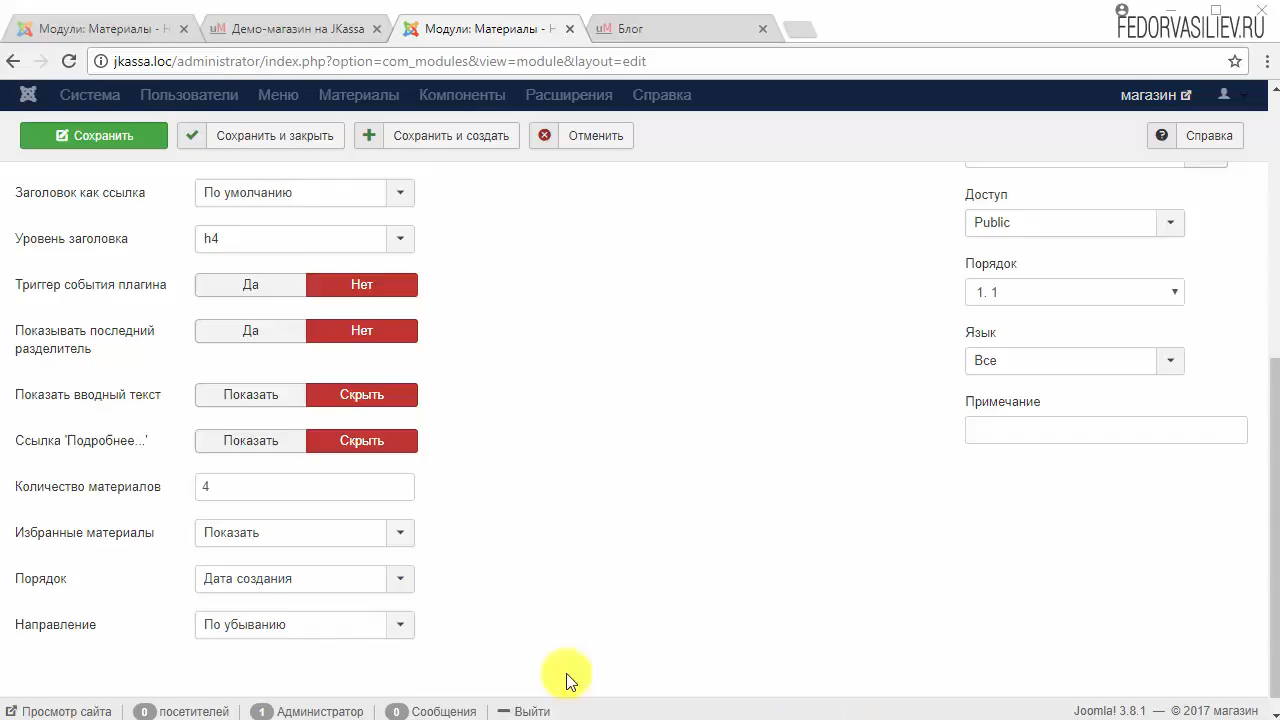 Модули: Материалы - Н
Демо-магазин на JKassa
Модули: Материалы - Н
Блог
FEDORVASILIEV.RU
jkassa.loc/administrator/index.php?option=com_modules&view=module&layout=edit
Система Пользователи Меню Материалы Компоненты Расширения Справка магазин
Сохранить Сохранить и закрыть Сохранить и создать Отменить Справка
Заголовок как ссылка По умолчанию
Уровень заголовка h4
Триггер события плагина Да Нет
Показывать последний
разделитель
Да Нет
Показать вводный текст Показать Скрыть
Ссылка 'Подробнее...' Показать Скрыть
Количество материалов 4
Избранные материалы Показать
Порядок Дата создания
Направление По убыванию
Доступ
Public
Порядок
1. 1
Язык
Все
Примечание
Просмотр сайта 0 посетителей 1 Администратор 0 Сообщения Выйти
Joomla! 3.8.1 — © 2017 магазин